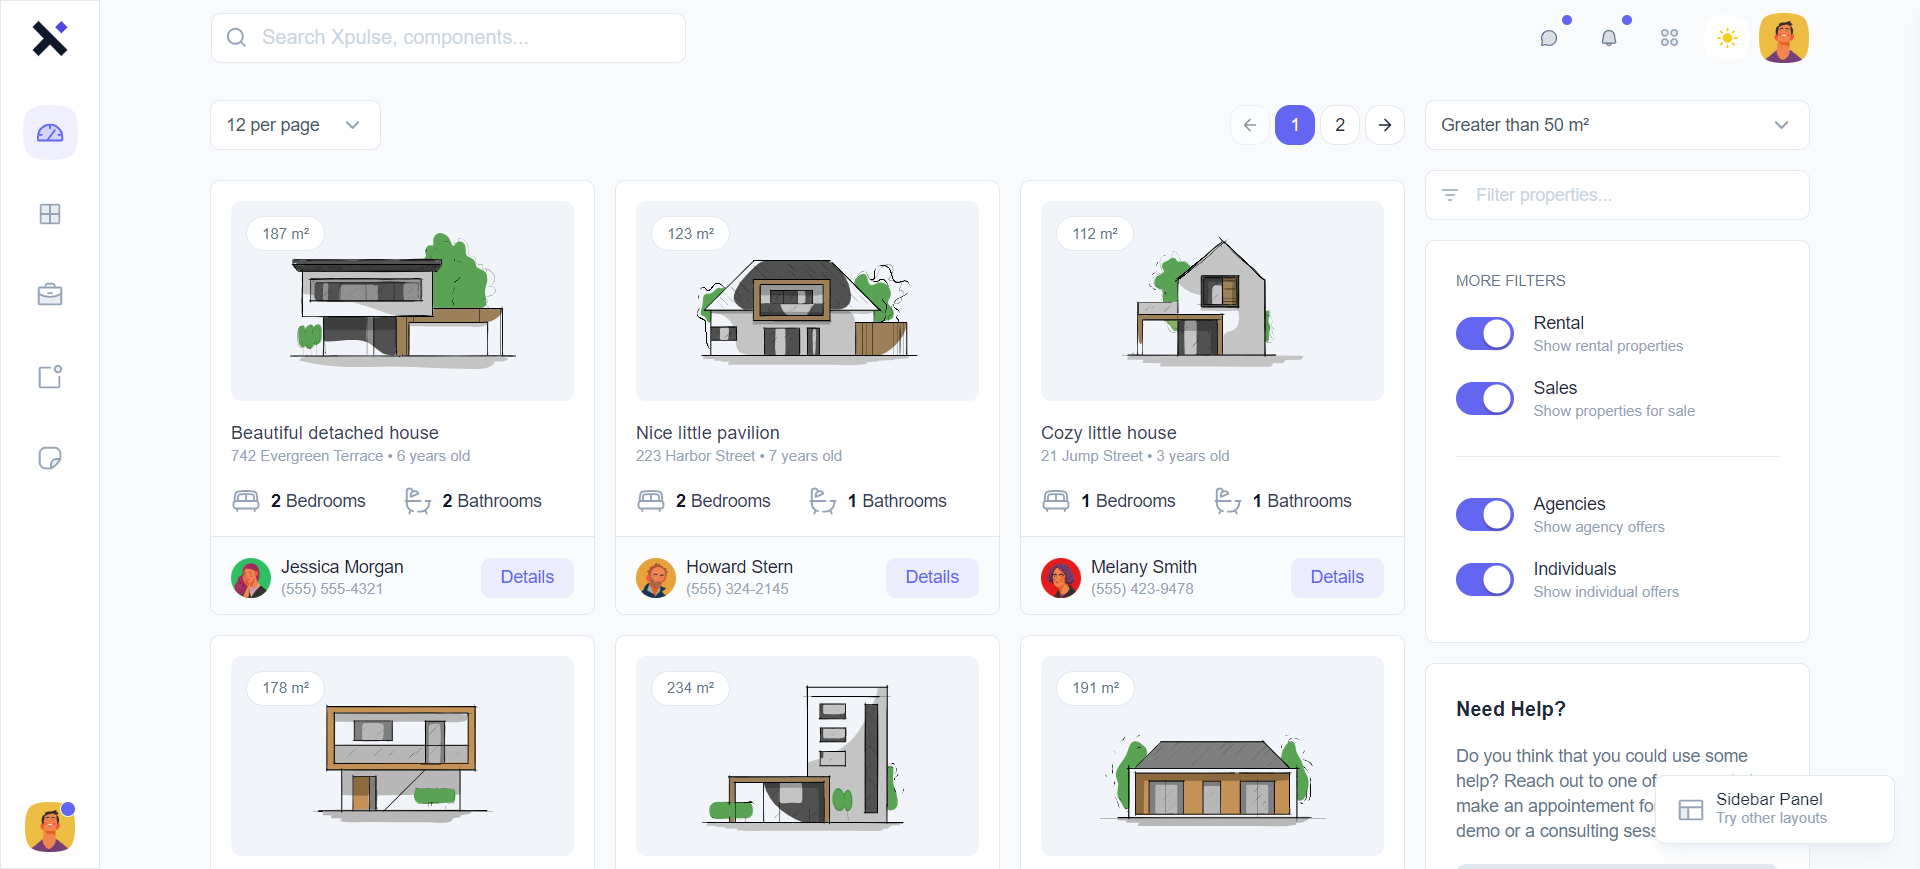 Search Xpulse, components...
12 per page
1
2
Greater than 50 m²
Filter properties...
187 m²
Beautiful detached house
742 Evergreen Terrace • 6 years old
2 Bedrooms
2 Bathrooms
Jessica Morgan
(555) 555-4321
Details
123 m²
Nice little pavilion
223 Harbor Street • 7 years old
2 Bedrooms
1 Bathrooms
Howard Stern
(555) 324-2145
Details
112 m²
Cozy little house
21 Jump Street • 3 years old
1 Bedrooms
1 Bathrooms
Melany Smith
(555) 423-9478
Details
178 m²
234 m²
191 m²
MORE FILTERS
Rental
Show rental properties
Sales
Show properties for sale
Agencies
Show agency offers
Individuals
Show individual offers
Need Help?
Do you think that you could use some
help? Reach out to one of
make an appointement fo
demo or a consulting sess
Sidebar Panel
Try other layouts